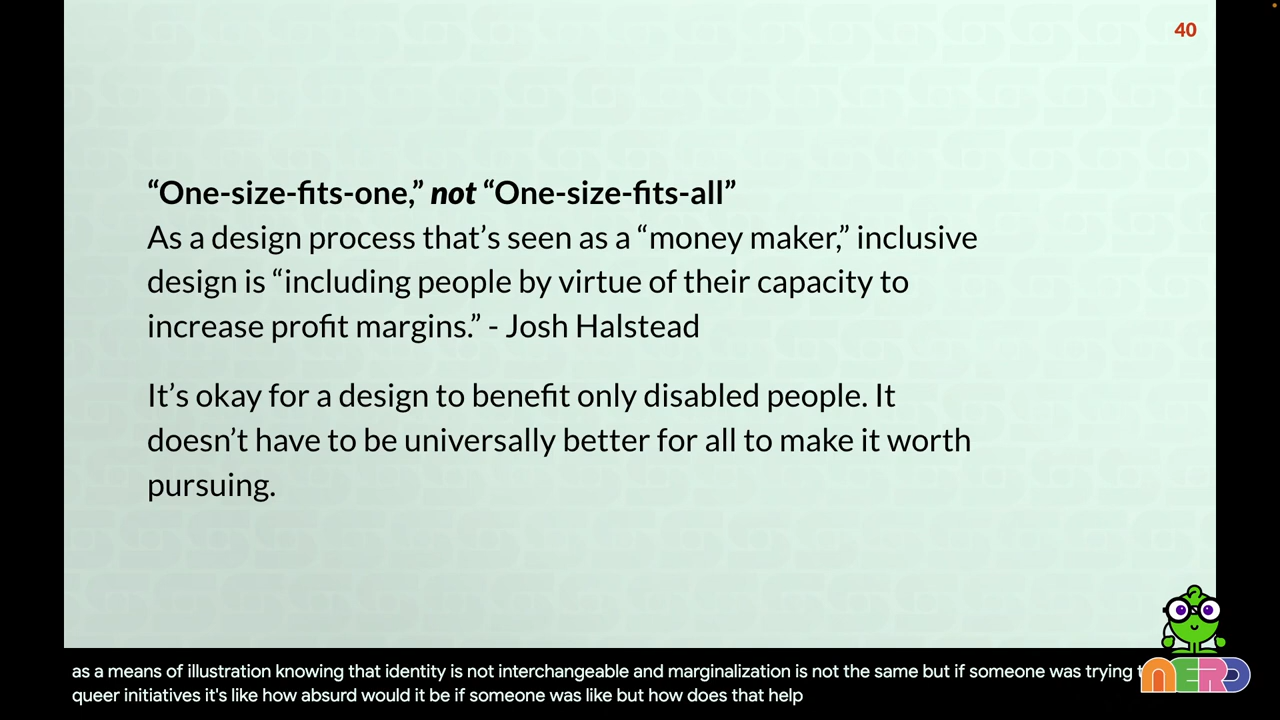 40
“One-size-fits-one,” not “One-size-fits-all”
As a design process that’s seen as a “money maker,” inclusive
design is “including people by virtue of their capacity to
increase profit margins.” - Josh Halstead
It’s okay for a design to benefit only disabled people. It
doesn’t have to be universally better for all to make it worth
pursuing.
as a means of illustration knowing that identity is not interchangeable and marginalization is not the same but if someone was trying
queer initiatives it's like how absurd would it be if someone was like but how does that help
NERD